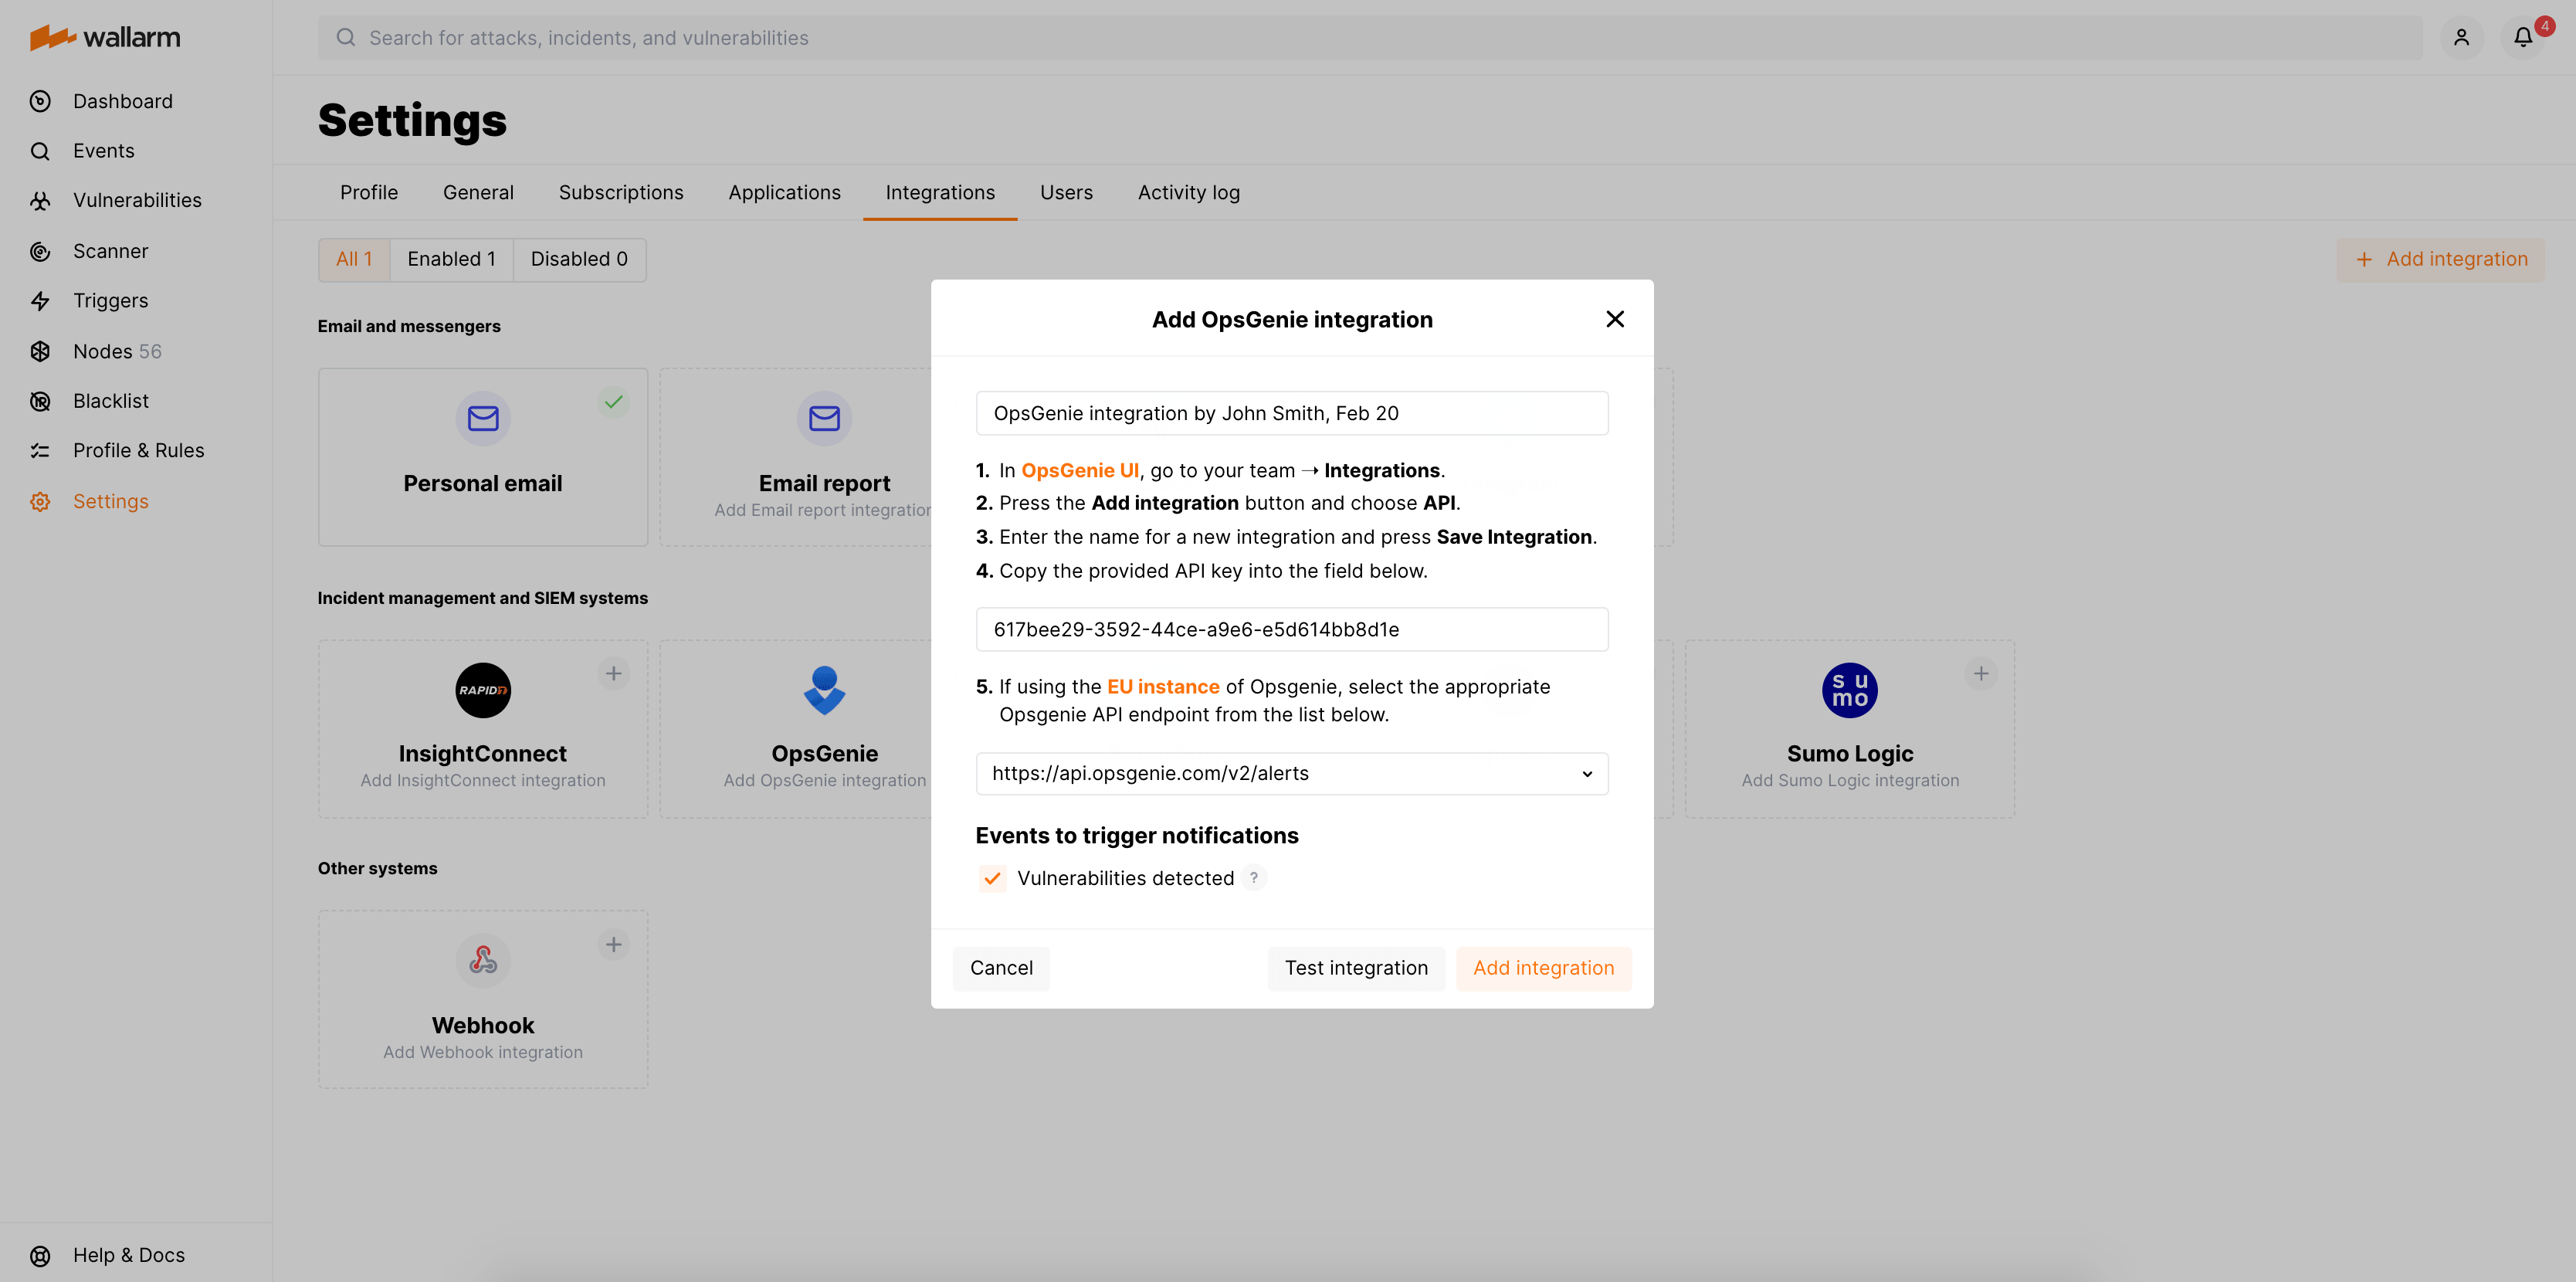 wallarm
Search for attacks, incidents, and vulnerabilities
4
Dashboard
Events
Vulnerabilities
Scanner
Triggers
Nodes 56
Blacklist
Profile & Rules
Settings
Help & Docs
Settings
Profile General Subscriptions Applications Integrations Users Activity log
All 1 Enabled 1 Disabled 0
+ Add integration
Email and messengers
Personal email
Email report
Add Email report integration
Incident management and SIEM systems
RAPID7
InsightConnect
Add InsightConnect integration
OpsGenie
Add OpsGenie integration
su
mo
Sumo Logic
Add Sumo Logic integration
Other systems
Webhook
Add Webhook integration
Add OpsGenie integration
OpsGenie integration by John Smith, Feb 20
1. In OpsGenie UI, go to your team → Integrations.
2. Press the Add integration button and choose API.
3. Enter the name for a new integration and press Save Integration.
4. Copy the provided API key into the field below.
617bee29-3592-44ce-a9e6-e5d614bb8d1e
5. If using the EU instance of Opsgenie, select the appropriate
Opsgenie API endpoint from the list below.
https://api.opsgenie.com/v2/alerts
Events to trigger notifications
Vulnerabilities detected ?
Cancel Test integration Add integration